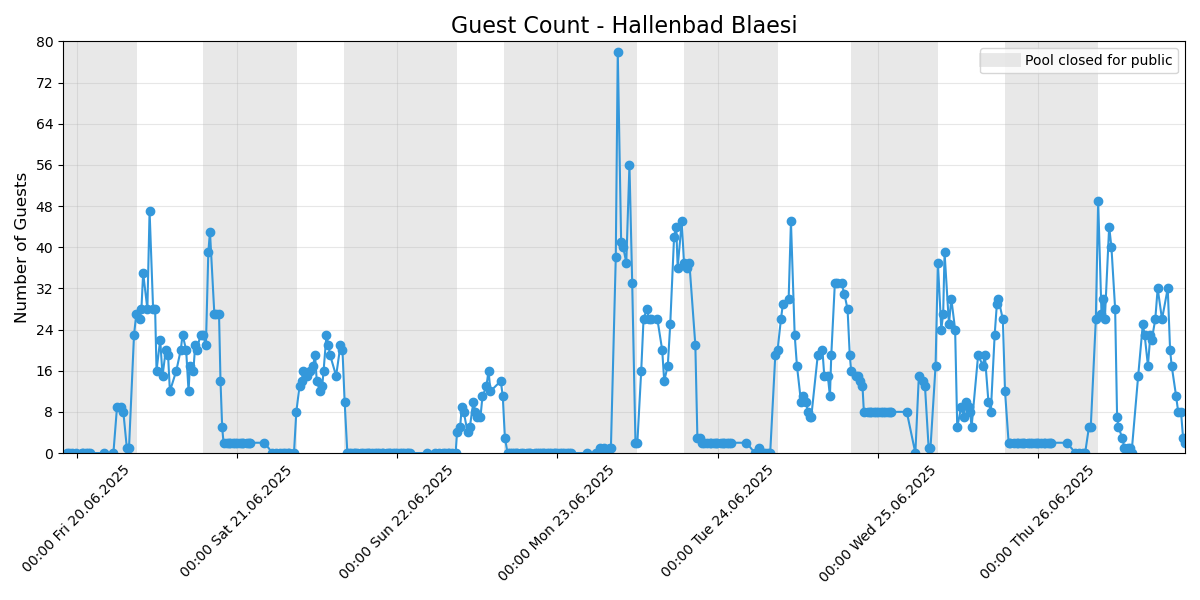 Guest Count - Hallenbad Blaesi
Pool closed for public
Number of Guests
80
72
64
56
48
40
32
24
16
8
0
00:00 Fri 20.06.2025
00:00 Sat 21.06.2025
00:00 Sun 22.06.2025
00:00 Mon 23.06.2025
00:00 Tue 24.06.2025
00:00 Wed 25.06.2025
00:00 Thu 26.06.2025